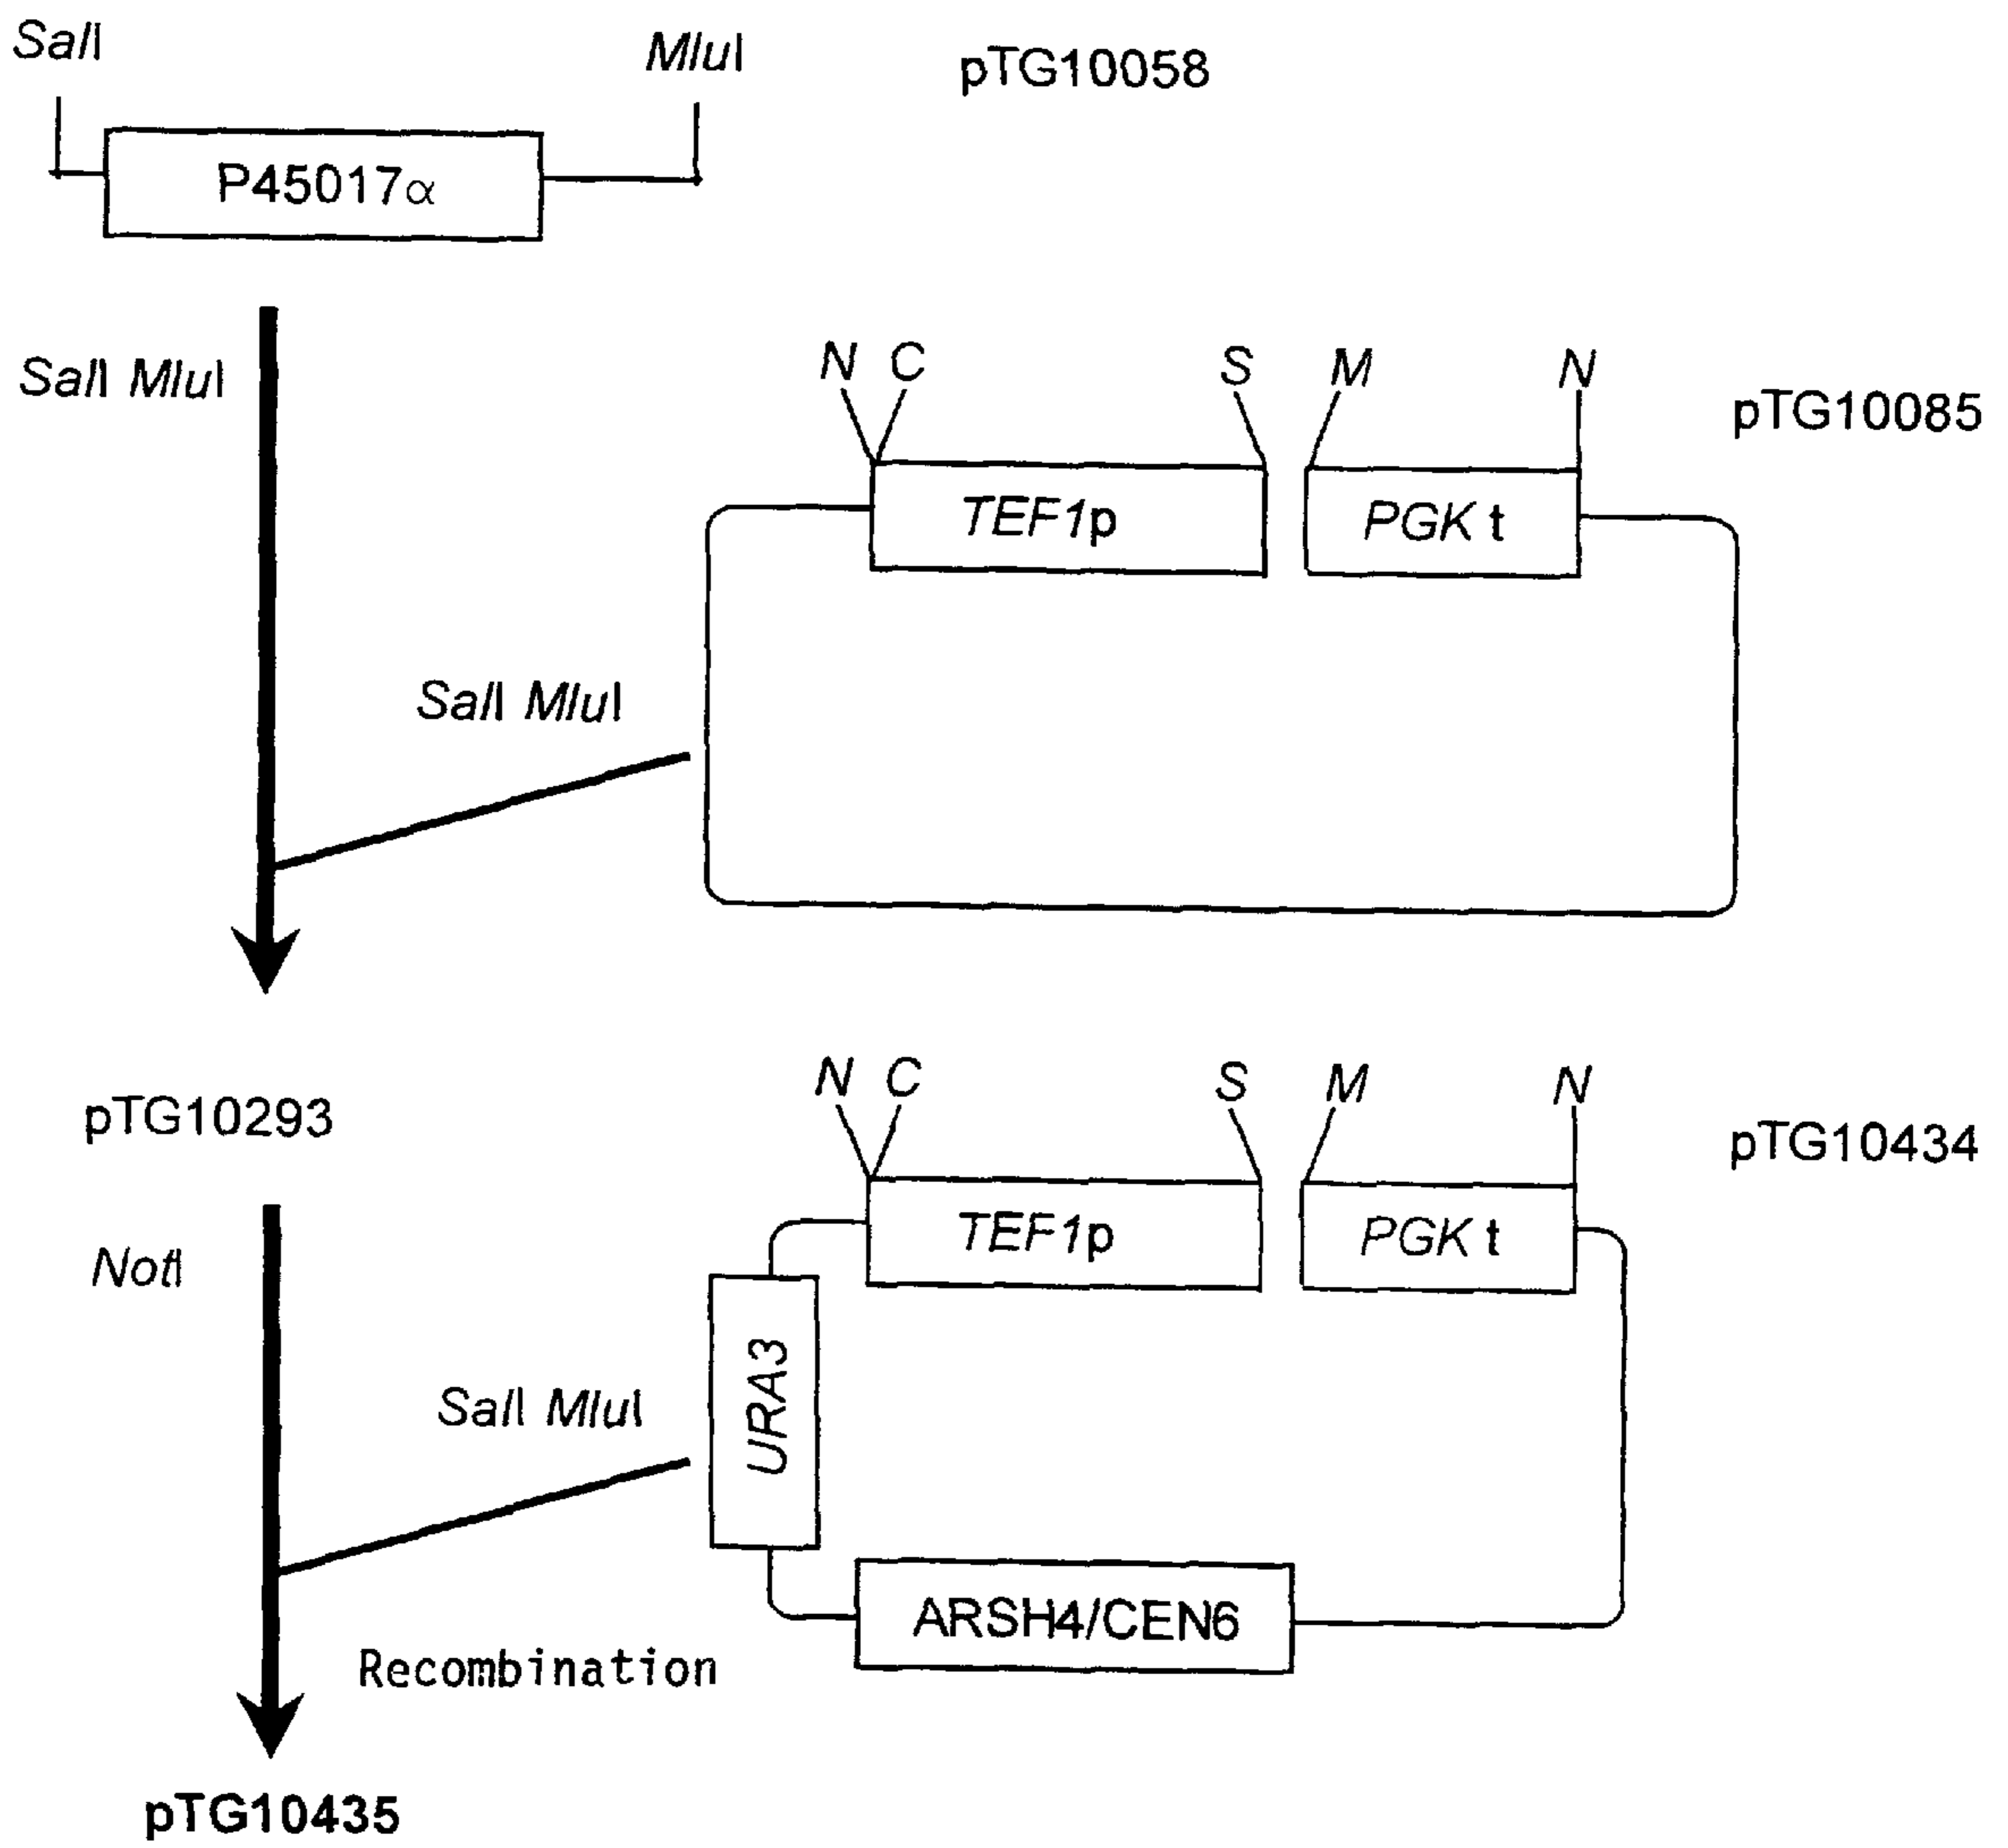 SalI MluI pTG10058
P45017α
SalI MluI
N C S M N pTG10085
TEF1p PGK t
SalI MluI
pTG10293
N C S M N pTG10434
TEF1p PGK t
NotI
URA3
SalI MluI
ARSH4/CEN6
Recombination
pTG10435